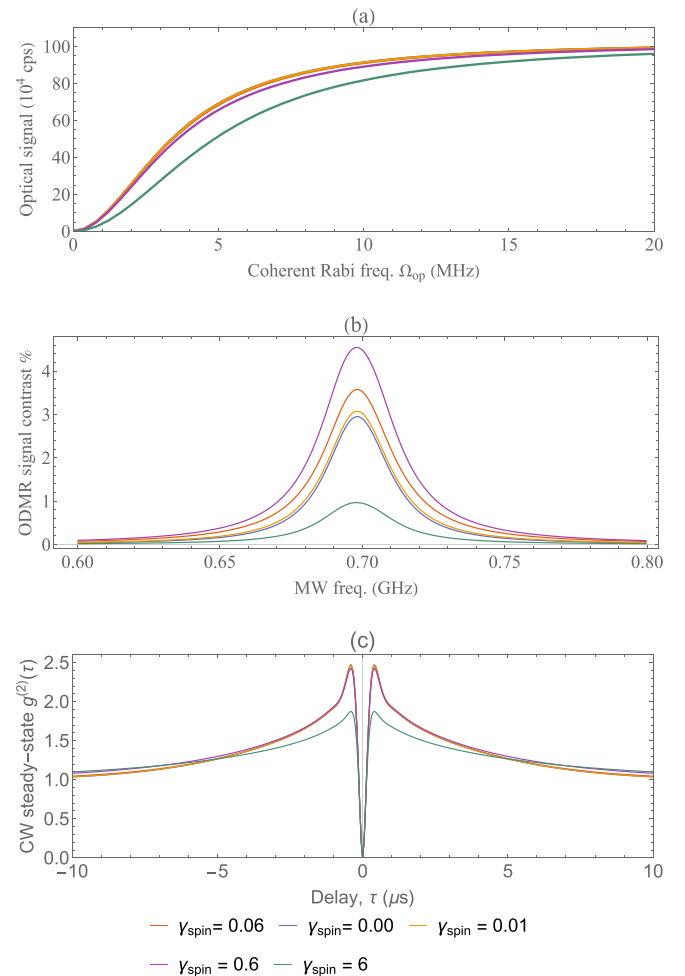 (a)
Optical signal (10⁴ cps)
100
80
60
40
20
0
0 5 10 15 20
Coherent Rabi freq. Ωop (MHz)
(b)
ODMR signal contrast %
4
3
2
1
0
0.60 0.65 0.70 0.75 0.80
MW freq. (GHz)
(c)
CW steady−state g⁽²⁾(τ)
2.5
2.0
1.5
1.0
0.5
0.0
−10 −5 0 5 10
Delay, τ (μs)
γspin= 0.06 γspin= 0.00 γspin = 0.01
γspin = 0.6 γspin = 6